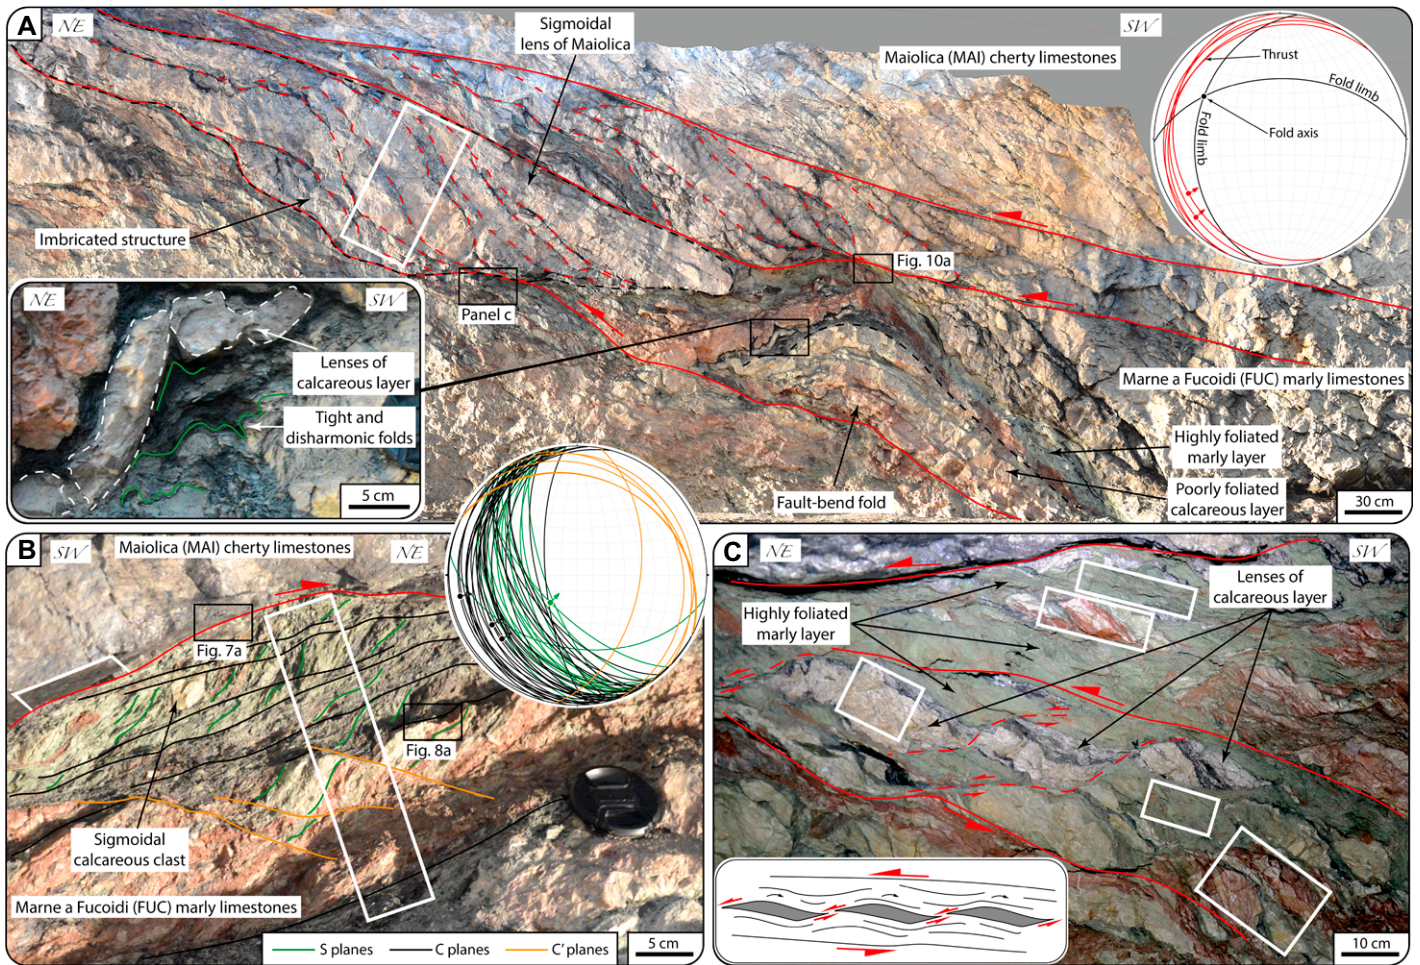 A
NE
Sigmoidal
lens of Maiolica
Maiolica (MAI) cherty limestones
SW
Thrust
Fold limb
Fold axis
Fold limb
Imbricated structure
Fig. 10a
Panel c
NE
SW
Lenses of
calcareous layer
Tight and
disharmonic folds
5 cm
Marne a Fucoidi (FUC) marly limestones
Highly foliated
marly layer
Poorly foliated
calcareous layer
Fault-bend fold
30 cm
B
SW
Maiolica (MAI) cherty limestones
NE
Fig. 7a
Fig. 8a
Sigmoidal
calcareous clast
Marne a Fucoidi (FUC) marly limestones
S planes
C planes
C' planes
5 cm
C
NE
SW
Highly foliated
marly layer
Lenses of
calcareous layer
10 cm